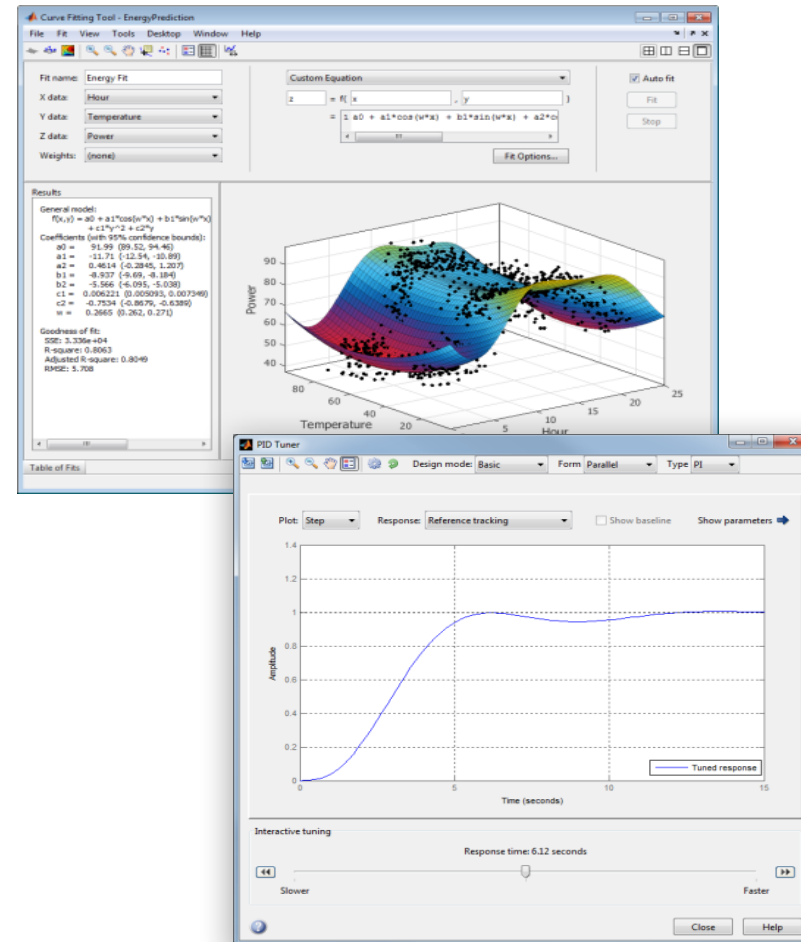 Curve Fitting Tool - EnergyPrediction
File Fit View Tools Desktop Window Help
Fit name: Energy Fit
X data: Hour
Y data: Temperature
Z data: Power
Weights: (none)
Custom Equation
z = f( x , y )
= 1 a0 + a1*cos(w*x) + b1*sin(w*x) + a2*c
Fit Options...
Auto fit
Fit
Stop
Results
General model:
f(x,y) = a0 + a1*cos(w*x) + b1*sin(w*x)
+ c1*y^2 + c2*y
Coefficients (with 95% confidence bounds):
a0 = 91.99 (89.52, 94.46)
a1 = -11.71 (-12.54, -10.89)
a2 = 0.4614 (-0.2845, 1.207)
b1 = -8.937 (-9.69, -8.184)
b2 = -5.566 (-6.095, -5.038)
c1 = 0.006221 (0.005093, 0.007349)
c2 = -0.7534 (-0.8679, -0.6389)
w = 0.2665 (0.262, 0.271)
Goodness of fit:
SSE: 3.336e+04
R-square: 0.8063
Adjusted R-square: 0.8049
RMSE: 5.708
Power
90
80
70
60
50
40
80
60
40
20
Temperature
5
10
15
20
25
Hour
Table of Fits
PID Tuner
Design mode: Basic Form Parallel Type PI
Plot: Step Response: Reference tracking Show baseline Show parameters
Amplitude
1.4
1.2
1
0.8
0.6
0.4
0.2
0
0 5 10 15
Tuned response
Time (seconds)
Interactive tuning
Response time: 6.12 seconds
Slower Faster
Close Help